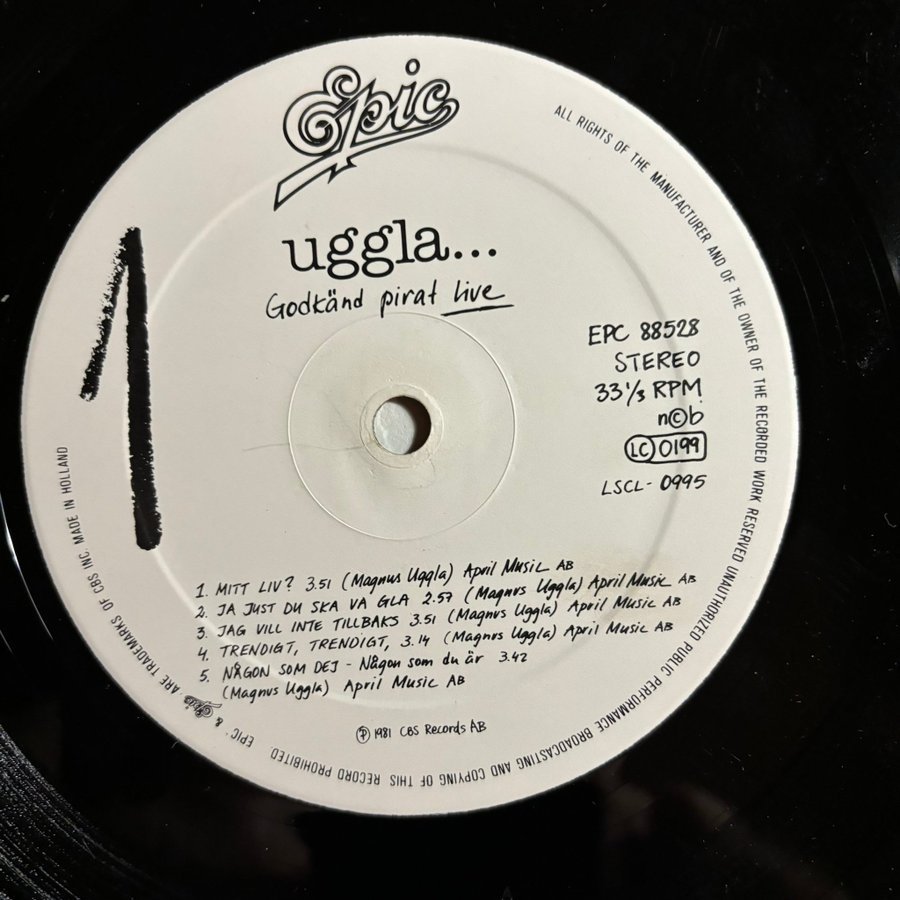 Epic
uggla...
Godkänd pirat Live
1
EPC 88528
STEREO
33 1/3 RPM
n©b
LC 0199
LSCL-0995
1. MITT LIV? 3.51 (Magnus Uggla) April Music AB
2. JA JUST DU SKA VA GLA 2.57 (Magnus Uggla) April Music AB
3. JAG VILL INTE TILLBAKS 3.51 (Magnus Uggla) April Music AB
4. TRENDIGT, TRENDIGT, 3.14 (Magnus Uggla) April Music AB
5. NÅGON SOM DEJ - Någon som du är 3.42
(Magnus Uggla) April Music AB
℗ 1981 CBS Records AB
ALL RIGHTS OF THE MANUFACTURER AND OF THE OWNER OF THE RECORDED WORK RESERVED UNAUTHORIZED PUBLIC PERFORMANCE BROADCASTING AND COPYING OF THIS RECORD PROHIBITED
EPIC & Epic ARE TRADEMARKS OF CBS INC. MADE IN HOLLAND